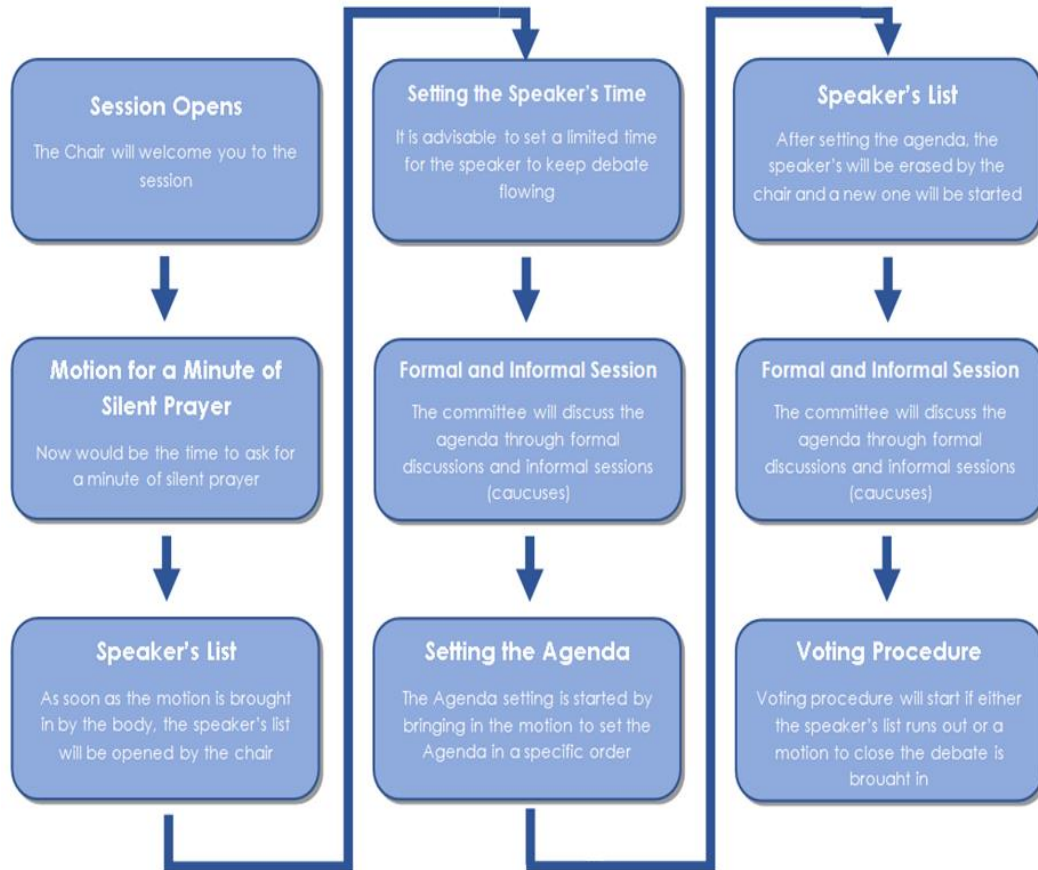 Session Opens
The Chair will welcome you to the
session
Motion for a Minute of
Silent Prayer
Now would be the time to ask for
a minute of silent prayer
Speaker's List
As soon as the motion is brought
in by the body, the speaker's list
will be opened by the chair
Setting the Speaker's Time
It is advisable to set a limited time
for the speaker to keep debate
flowing
Formal and Informal Session
The committee will discuss the
agenda through formal
discussions and informal sessions
(caucuses)
Setting the Agenda
The Agenda setting is started by
bringing in the motion to set the
Agenda in a specific order
Speaker's List
After setting the agenda, the
speaker's will be erased by the
chair and a new one will be started
Formal and Informal Session
The committee will discuss the
agenda through formal
discussions and informal sessions
(caucuses)
Voting Procedure
Voting procedure will start if either
the speaker's list runs out or a
motion to close the debate is
brought in